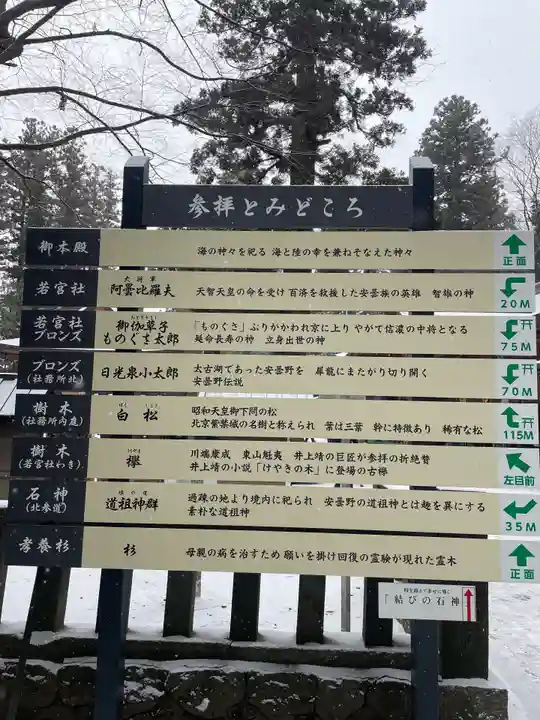 参拝とみどころ
御本殿
海の神々を祀る 海と陸の幸を兼ねそなえた神々
正面
若宮社
大将軍
阿曇比羅夫
天智天皇の命を受け 百済を救援した安曇族の英雄 智雄の神
20M
若宮社
ブロンズ
御伽草子
ものぐさ太郎
「ものぐさ」ぶりがかわれ京に上り やがて信濃の中将となる
延命長寿の神 立身出世の神
75M
ブロンズ
(社務所北)
日光泉小太郎
太古湖であった安曇野を 犀龍にまたがり切り開く
安曇野伝説
70M
樹木
(社務所内庭)
白松
昭和天皇御下問の松
北京紫禁城の名樹と称えられ 葉は三葉 幹に特徴あり 稀有な松
115M
樹木
(若宮社わき)
けやき
欅
川端康成 東山魁夷 井上靖の巨匠が参拝の折絶賛
井上靖の小説「けやきの木」に登場の古欅
左目前
石神
(北参道)
縁の道
道祖神群
過疎の地より境内に祀られ 安曇野の道祖神とは趣を異にする
素朴な道祖神
35M
孝養杉
杉
母親の病を治すため 願いを掛け回復の霊験が現れた霊木
正面
「結びの石神